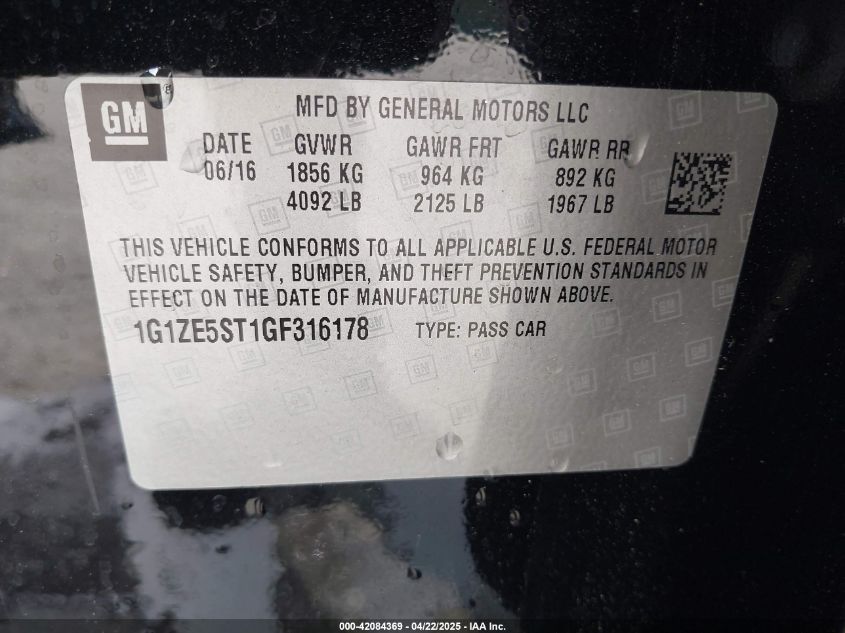 GM
®
MFD BY GENERAL MOTORS LLC
DATE GVWR GAWR FRT GAWR RR
06/16 1856 KG 964 KG 892 KG
4092 LB 2125 LB 1967 LB
THIS VEHICLE CONFORMS TO ALL APPLICABLE U.S. FEDERAL MOTOR
VEHICLE SAFETY, BUMPER, AND THEFT PREVENTION STANDARDS IN
EFFECT ON THE DATE OF MANUFACTURE SHOWN ABOVE.
1G1ZE5ST1GF316178 TYPE: PASS CAR
000-42084369 - 04/22/2025 - IAA Inc.